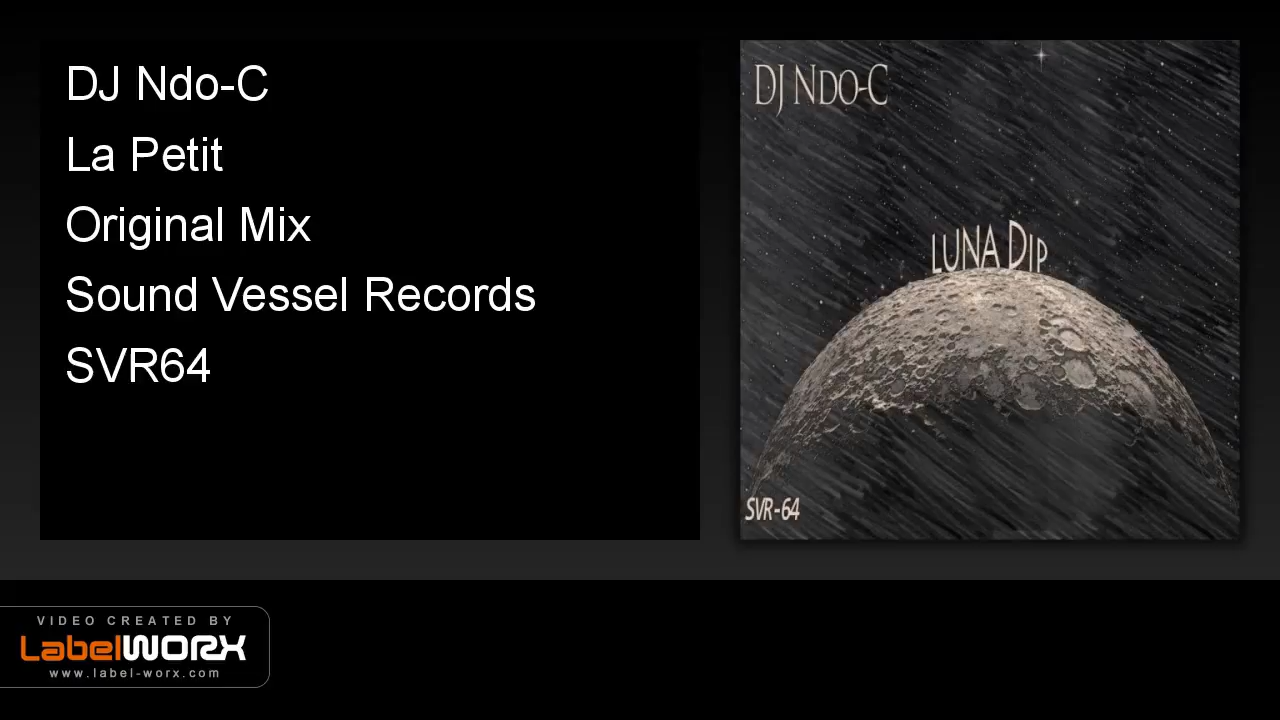 DJ Ndo-C
La Petit
Original Mix
Sound Vessel Records
SVR64
DJ NDO-C
LUNA DIP
SVR-64
VIDEO CREATED BY
LabelWORX
www.label-worx.com